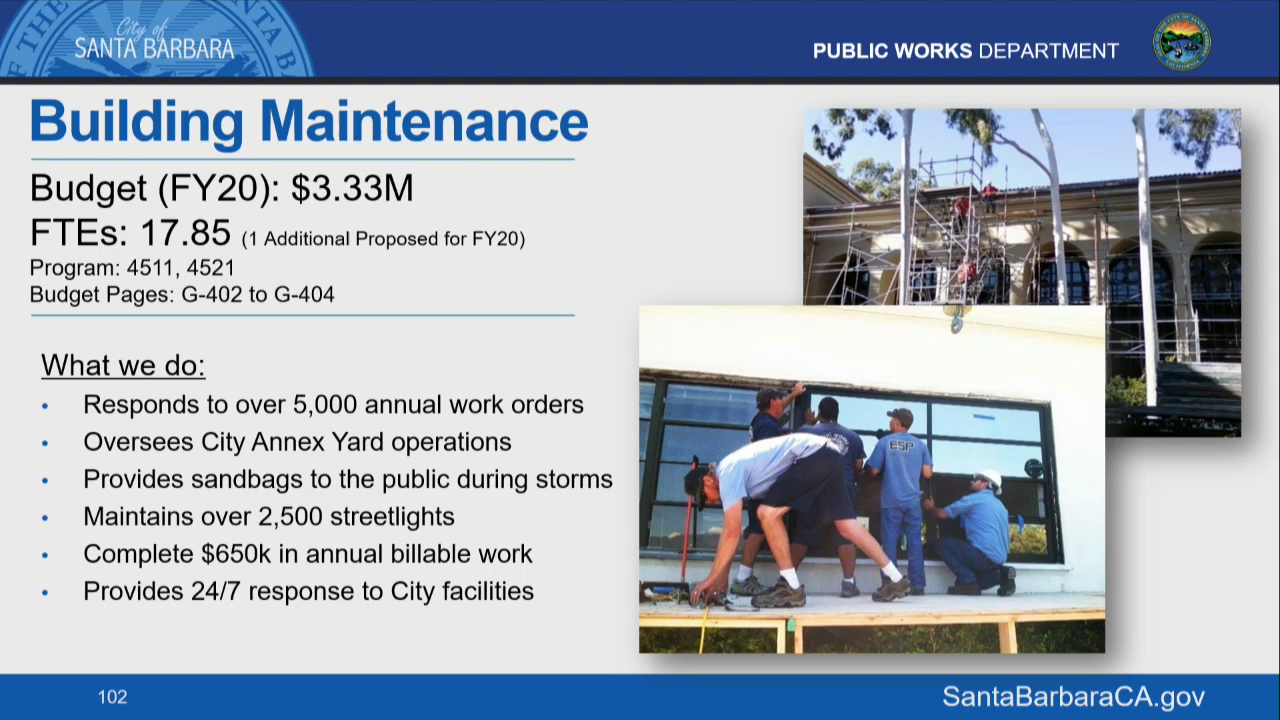 City of
SANTA BARBARA
PUBLIC WORKS DEPARTMENT
Building Maintenance
Budget (FY20): $3.33M
FTEs: 17.85 (1 Additional Proposed for FY20)
Program: 4511, 4521
Budget Pages: G-402 to G-404
What we do:
• Responds to over 5,000 annual work orders
• Oversees City Annex Yard operations
• Provides sandbags to the public during storms
• Maintains over 2,500 streetlights
• Complete $650k in annual billable work
• Provides 24/7 response to City facilities
ESP
102
SantaBarbaraCA.gov